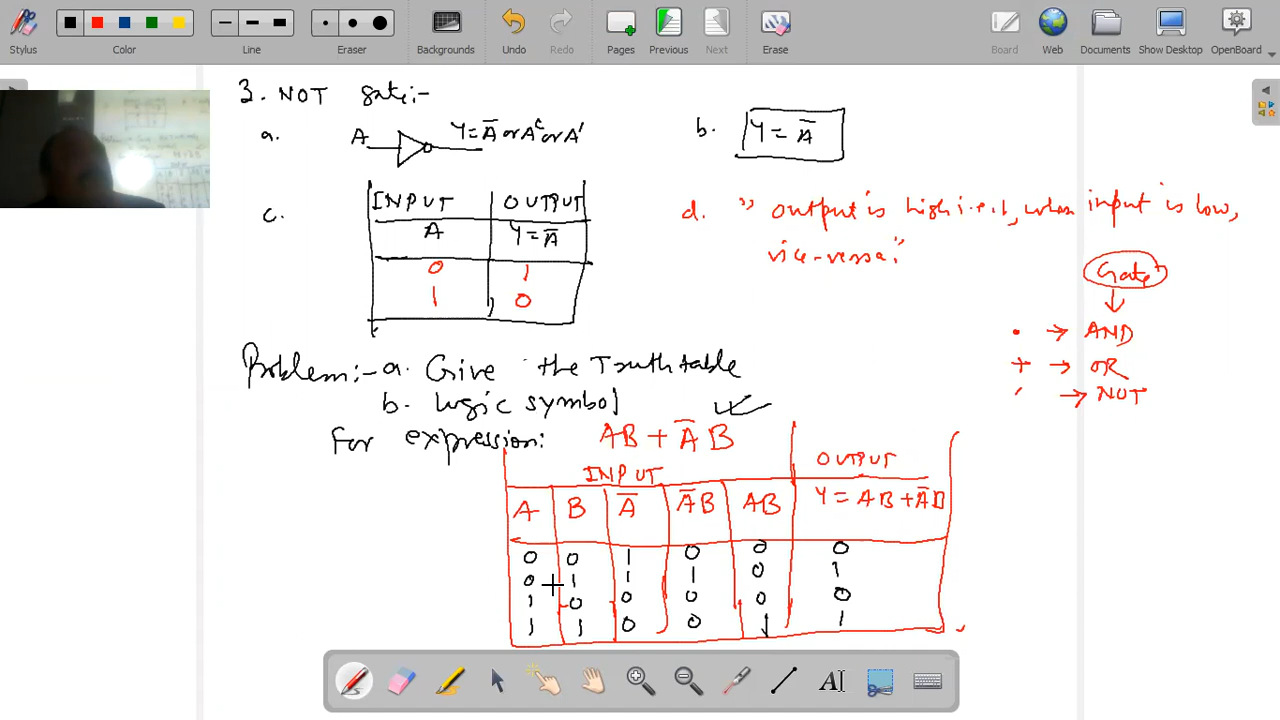 Stylus Color Line Eraser Backgrounds Undo Redo Pages Previous Next Erase Board Web Documents Show Desktop OpenBoard
3. NOT gate:-
a. A Y=A̅ or Aᶜ or A'
b. Y = A̅
c. INPUT OUTPUT
A Y=A̅
0 1
1 0
d. " output is high i.e 1, when input is low,
vice-versa."
Gate
• → AND
+ → OR
' → NOT
Problem:- a. Give the Truth table
b. Logic symbol
For expression: AB + A̅ B
INPUT OUTPUT
A B A̅ A̅B AB Y = AB + A̅B
0 0 1 0 0 0
0 1 1 1 0 1
1 0 0 0 0 0
1 1 0 0 1 1